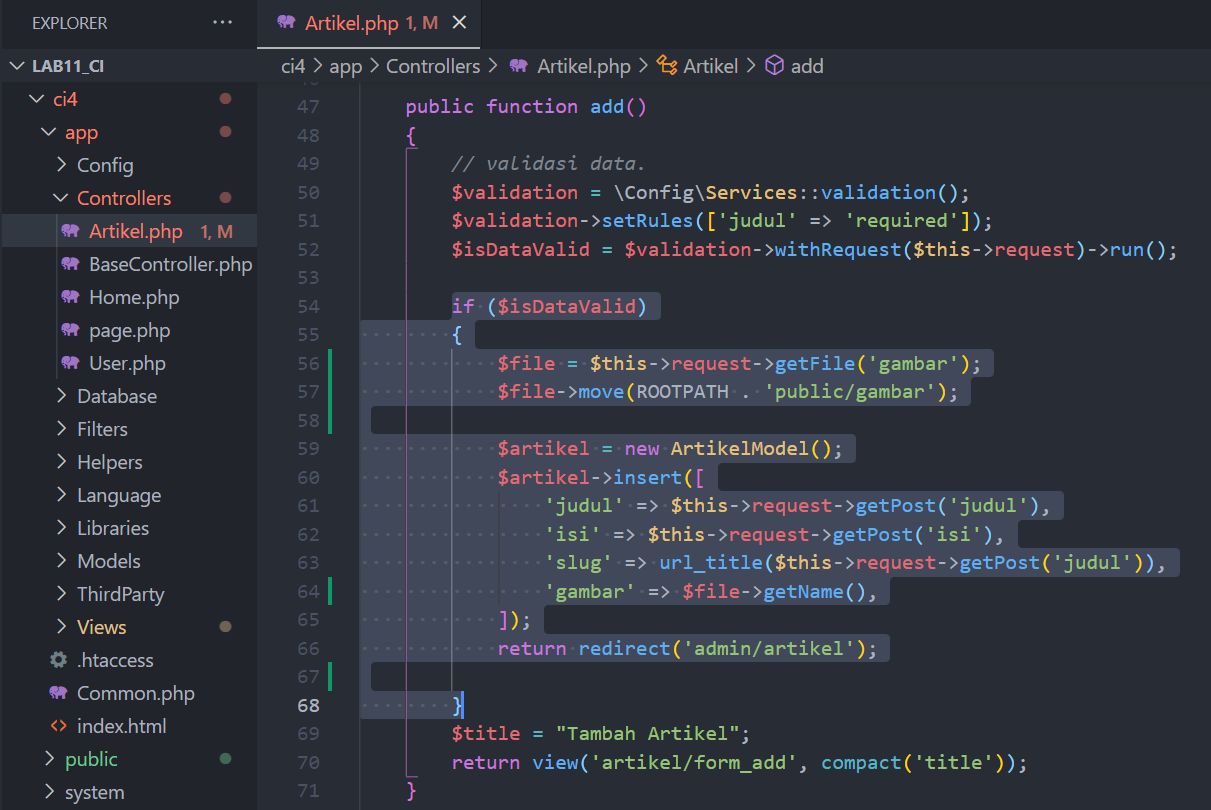 EXPLORER ...
Artikel.php 1, M
LAB11_CI
ci4 > app > Controllers > Artikel.php > Artikel > add
ci4
app
Config
Controllers
Artikel.php 1, M
BaseController.php
Home.php
page.php
User.php
Database
Filters
Helpers
Language
Libraries
Models
ThirdParty
Views
.htaccess
Common.php
index.html
public
system
47 public function add()
48 {
49 // validasi data.
50 $validation = \Config\Services::validation();
51 $validation->setRules(['judul' => 'required']);
52 $isDataValid = $validation->withRequest($this->request)->run();
53
54 if ($isDataValid)
55 {
56 $file = $this->request->getFile('gambar');
57 $file->move(ROOTPATH . 'public/gambar');
58
59 $artikel = new ArtikelModel();
60 $artikel->insert([
61 'judul' => $this->request->getPost('judul'),
62 'isi' => $this->request->getPost('isi'),
63 'slug' => url_title($this->request->getPost('judul')),
64 'gambar' => $file->getName(),
65 ]);
66 return redirect('admin/artikel');
67
68 }
69 $title = "Tambah Artikel";
70 return view('artikel/form_add', compact('title'));
71 }